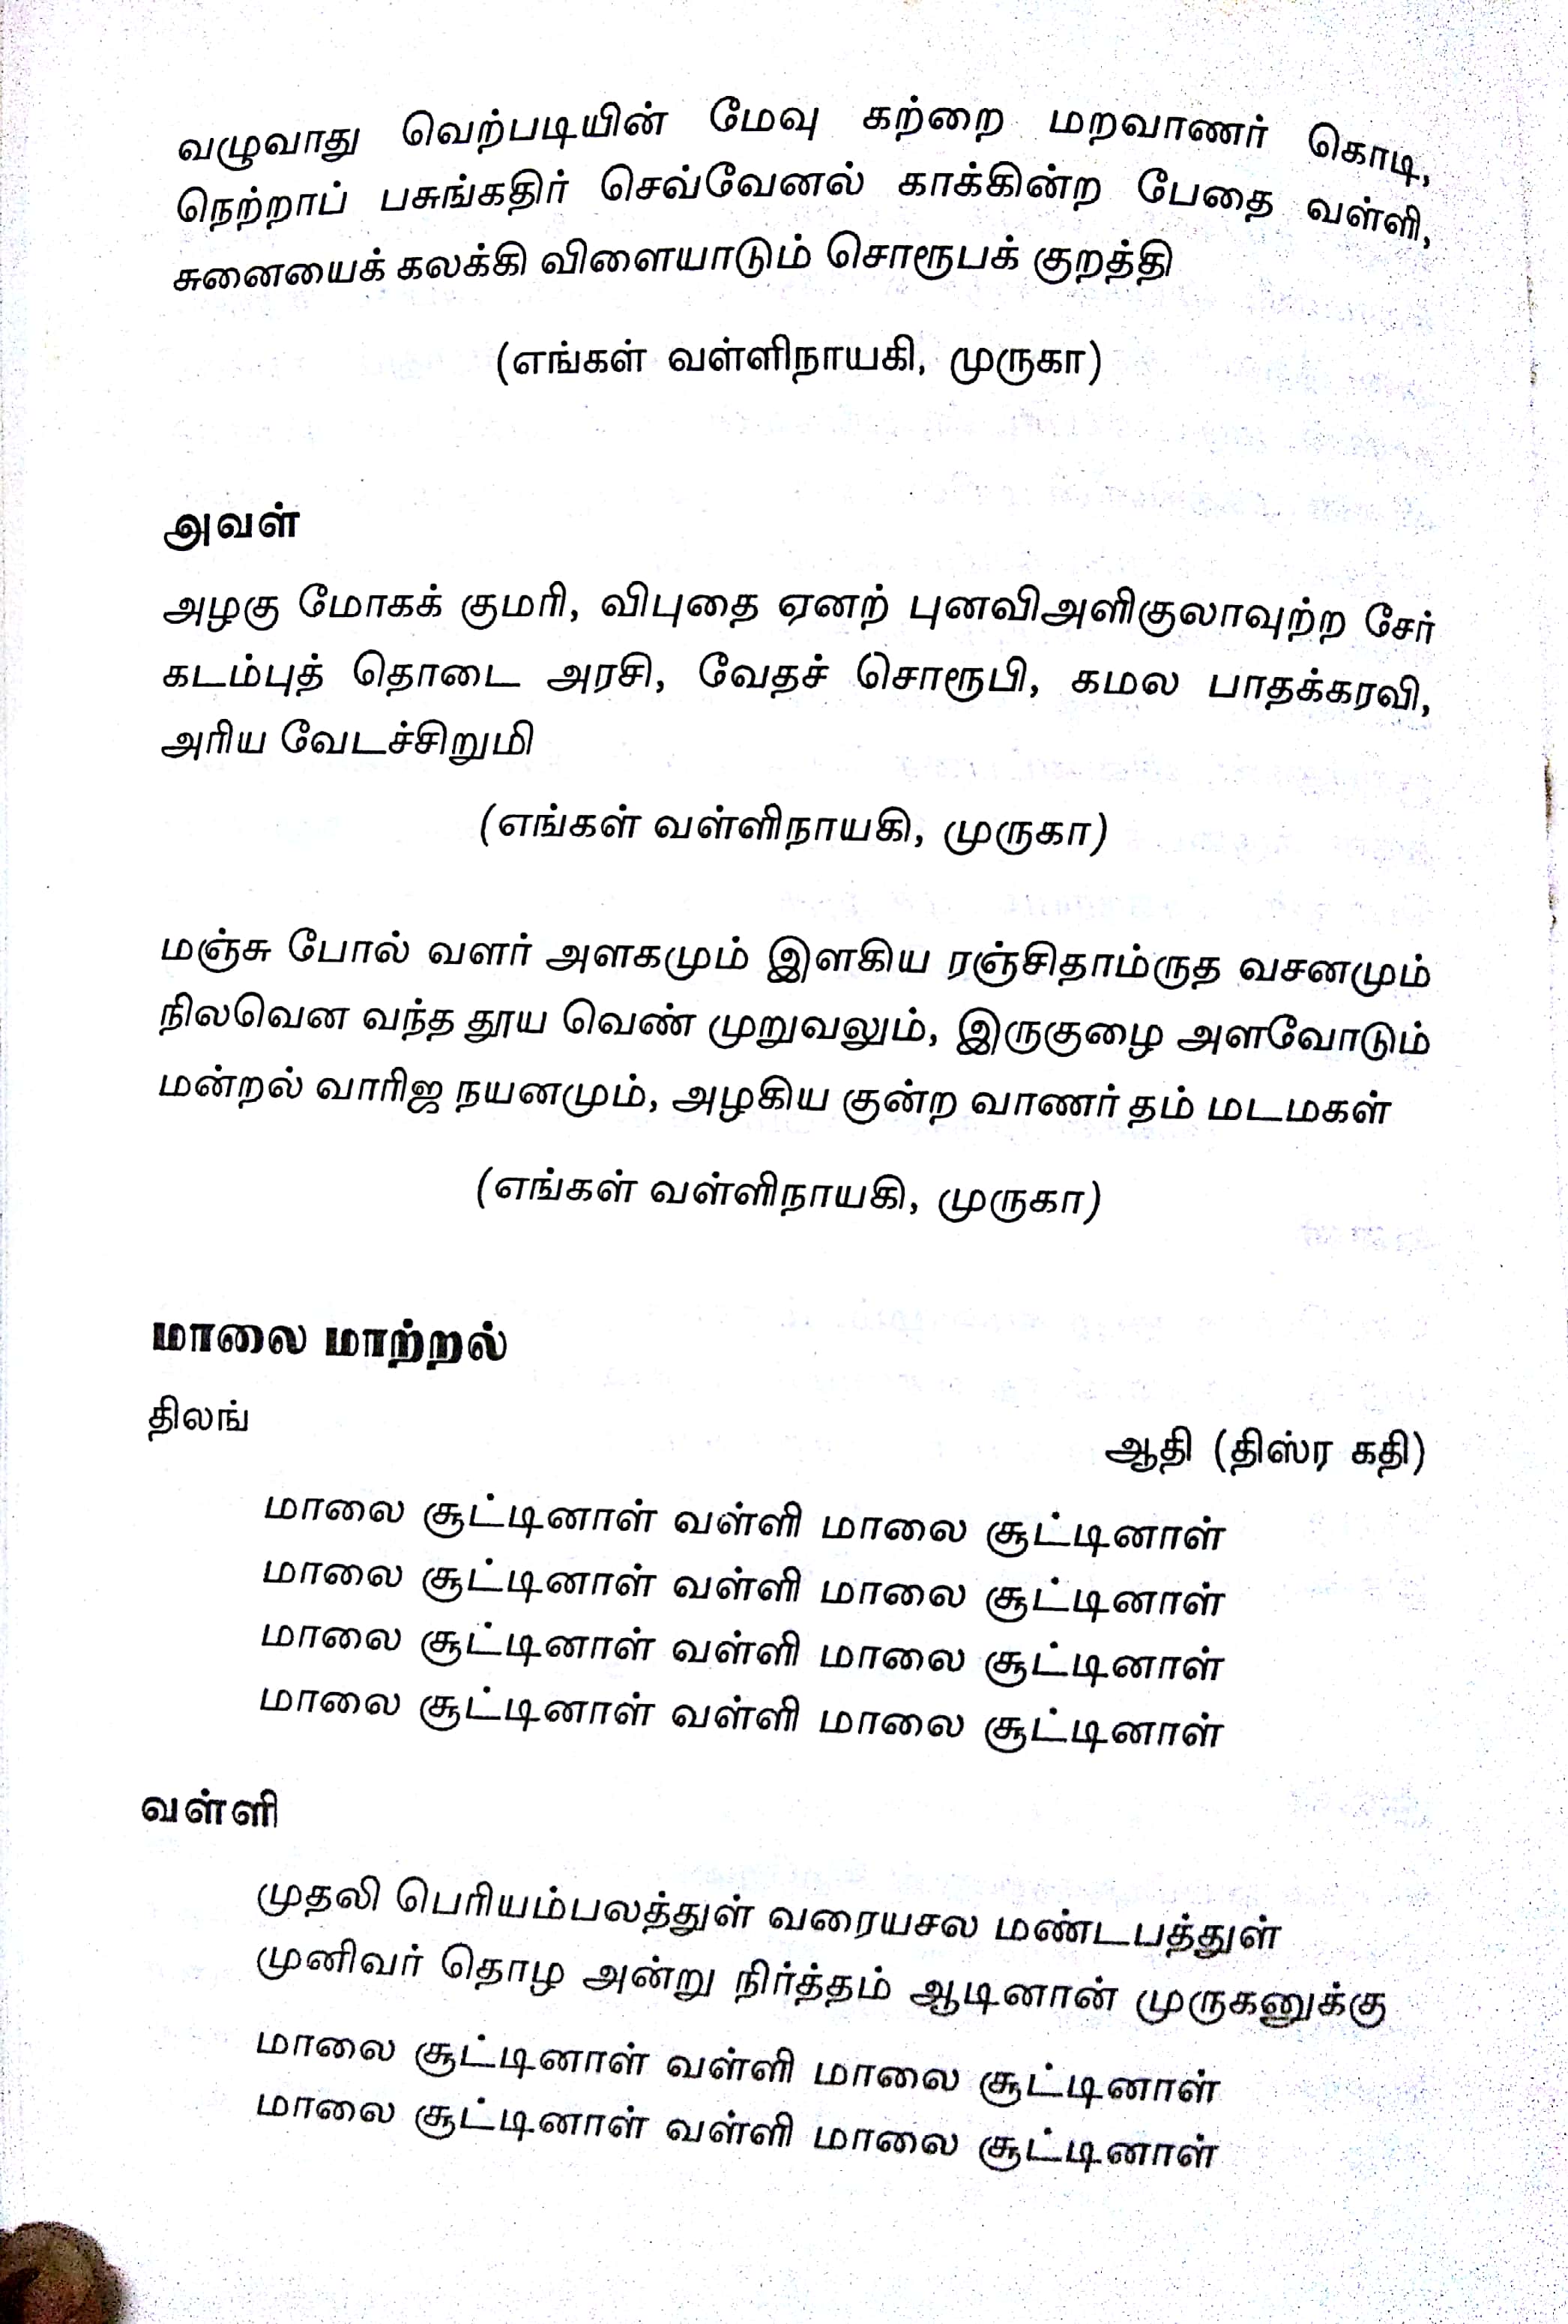 வழுவாது வெற்படியின் மேவு கற்றை மறவாணர் கொடி,
நெற்றாப் பசுங்கதிர் செவ்வேனல் காக்கின்ற பேதை வள்ளி,
சுனையைக் கலக்கி விளையாடும் சொரூபக் குறத்தி
(எங்கள் வள்ளிநாயகி, முருகா)
அவள்
அழகு மோகக் குமரி, விபுதை ஏனற் புனவிஅளிகுலாவுற்ற சேர்
கடம்புத் தொடை அரசி, வேதச் சொரூபி, கமல பாதக்கரவி,
அரிய வேடச்சிறுமி
(எங்கள் வள்ளிநாயகி, முருகா)
மஞ்சு போல் வளர் அளகமும் இளகிய ரஞ்சிதாம்ருத வசனமும்
நிலவென வந்த தூய வெண் முறுவலும், இருகுழை அளவோடும்
மன்றல் வாரிஜ நயனமும், அழகிய குன்ற வாணர் தம் மடமகள்
(எங்கள் வள்ளிநாயகி, முருகா)
மாலை மாற்றல்
திலங்
ஆதி (திஸ்ர கதி)
மாலை சூட்டினாள் வள்ளி மாலை சூட்டினாள்
மாலை சூட்டினாள் வள்ளி மாலை சூட்டினாள்
மாலை சூட்டினாள் வள்ளி மாலை சூட்டினாள்
மாலை சூட்டினாள் வள்ளி மாலை சூட்டினாள்
வள்ளி
முதலி பெரியம்பலத்துள் வரையசல மண்டபத்துள்
முனிவர் தொழ அன்று நிர்த்தம் ஆடினான் முருகனுக்கு
மாலை சூட்டினாள் வள்ளி மாலை சூட்டினாள்
மாலை சூட்டினாள் வள்ளி மாலை சூட்டினாள்